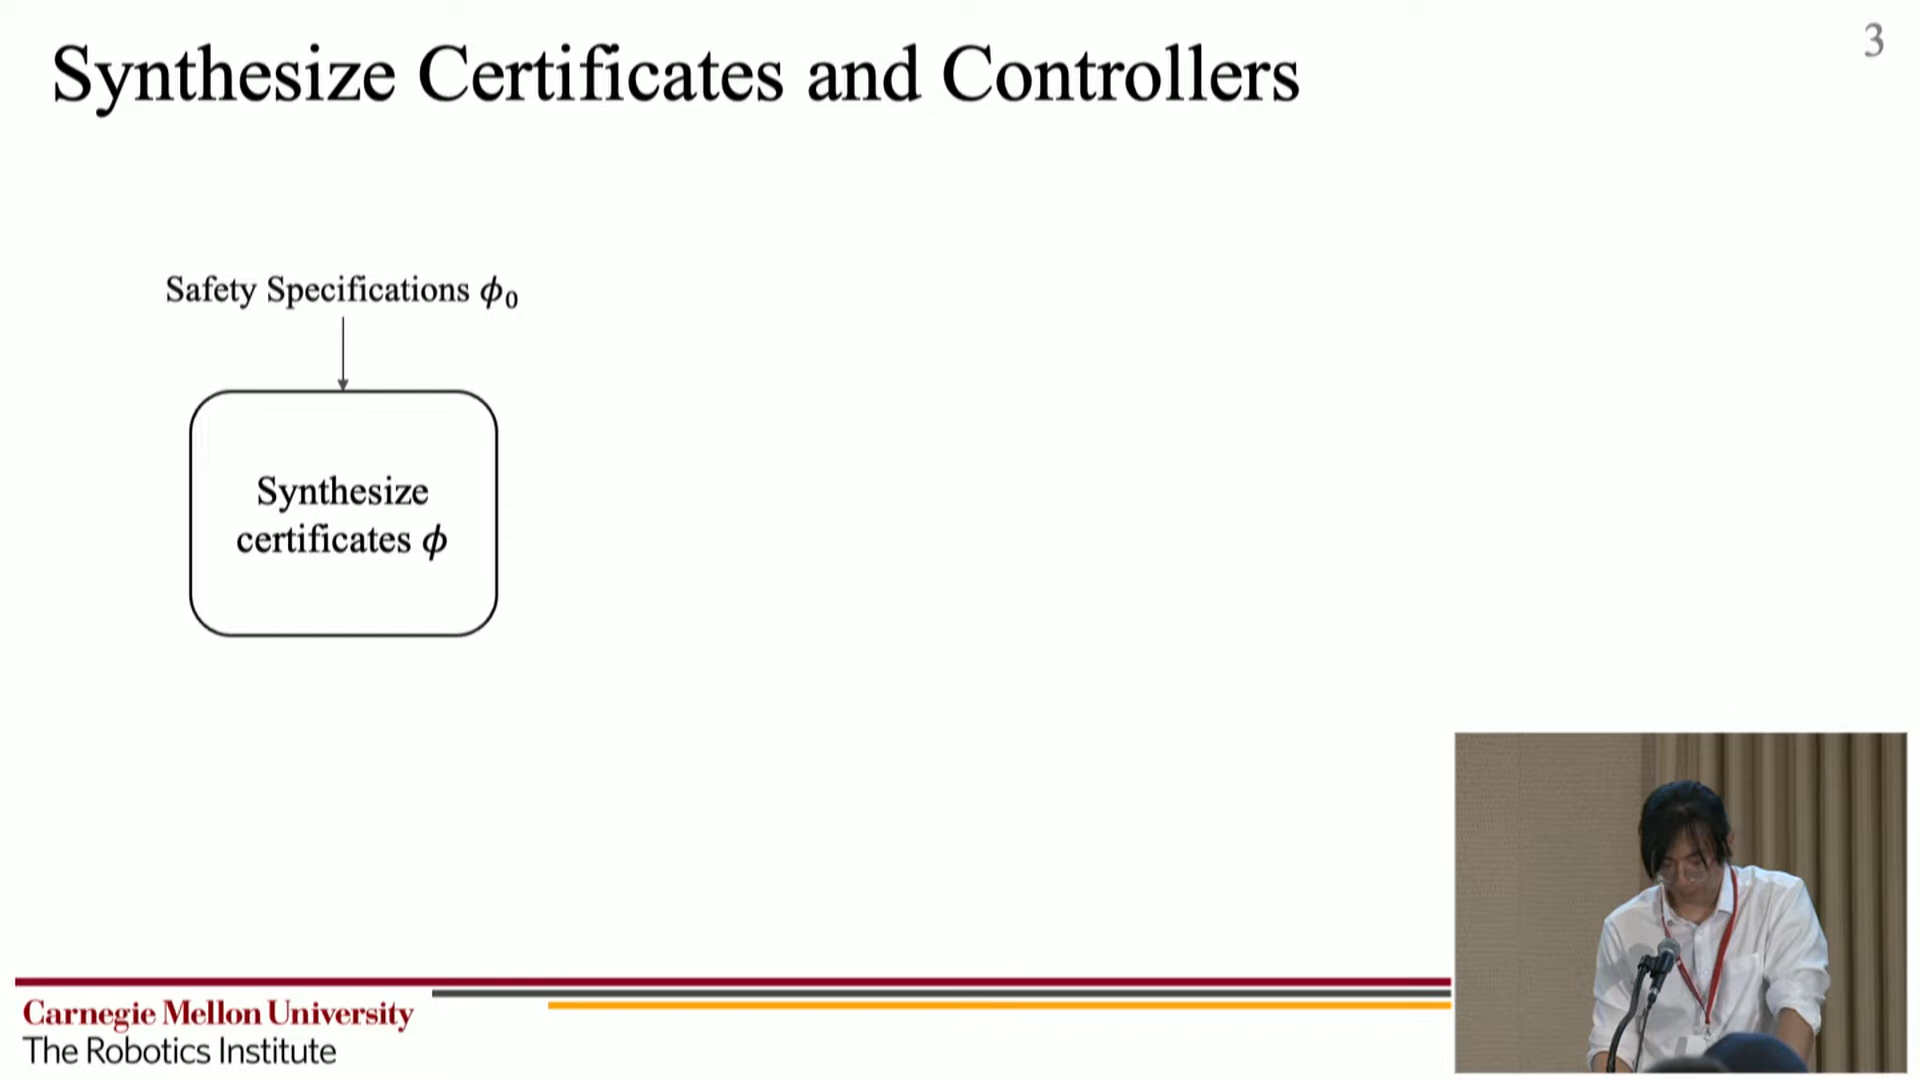 Synthesize Certificates and Controllers
3
Safety Specifications ϕ₀
Synthesize
certificates ϕ
Carnegie Mellon University
The Robotics Institute